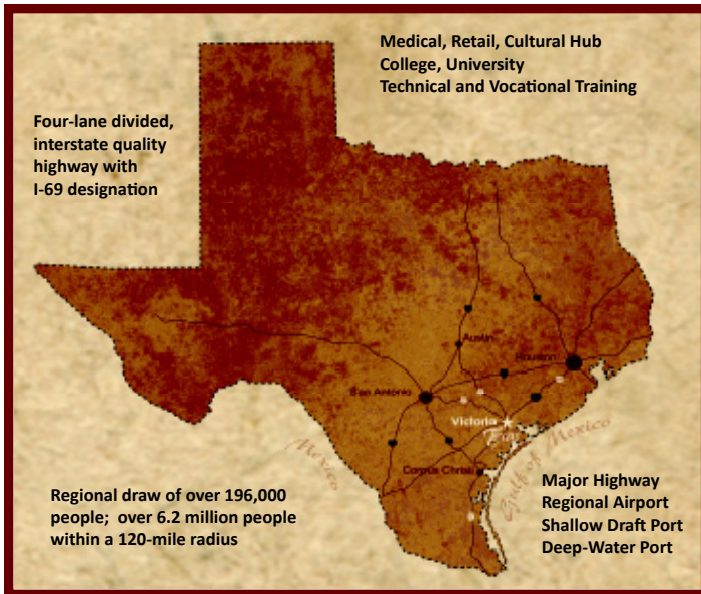 Medical, Retail, Cultural Hub
College, University
Technical and Vocational Training
Four-lane divided,
interstate quality
highway with
I-69 designation
Austin
Houston
San Antonio
Victoria
Texas
Mexico
Gulf of Mexico
Corpus Christi
Regional draw of over 196,000
people;  over 6.2 million people
within a 120-mile radius
Major Highway
Regional Airport
Shallow Draft Port
Deep-Water Port